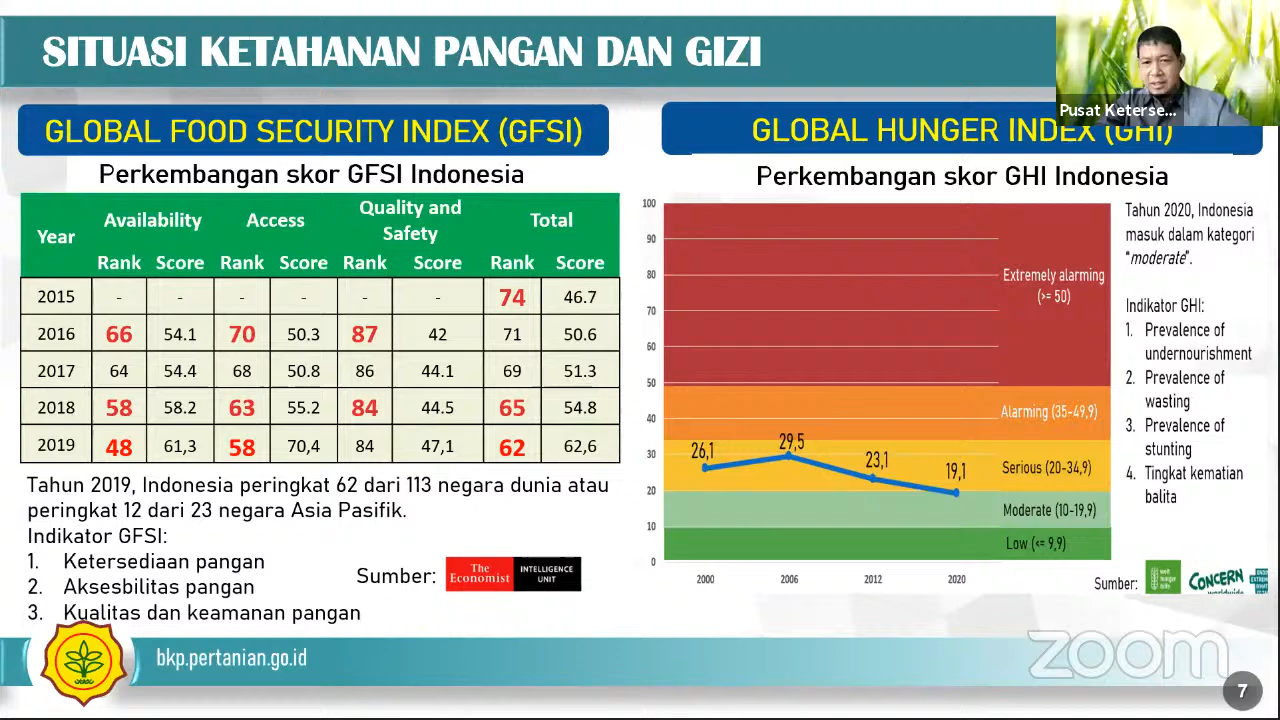 SITUASI KETAHANAN PANGAN DAN GIZI
Pusat Keterse...
GLOBAL FOOD SECURITY INDEX (GFSI)
Perkembangan skor GFSI Indonesia
Year Availability Access Quality and Safety Total
Rank Score Rank Score Rank Score Rank Score
2015 - - - - - - 74 46.7
2016 66 54.1 70 50.3 87 42 71 50.6
2017 64 54.4 68 50.8 86 44.1 69 51.3
2018 58 58.2 63 55.2 84 44.5 65 54.8
2019 48 61,3 58 70,4 84 47,1 62 62,6
Tahun 2019, Indonesia peringkat 62 dari 113 negara dunia atau
peringkat 12 dari 23 negara Asia Pasifik.
Indikator GFSI:
1. Ketersediaan pangan
2. Aksesbilitas pangan
3. Kualitas dan keamanan pangan
Sumber:
The Economist
INTELLIGENCE UNIT
GLOBAL HUNGER INDEX (GHI)
Perkembangan skor GHI Indonesia
100
90
80
70
60
50
40
30
20
10
0
Extremely alarming
(>= 50)
Alarming (35-49,9)
Serious (20-34,9)
Moderate (10-19,9)
Low (<= 9,9)
26,1
29,5
23,1
19,1
2000 2006 2012 2020
Tahun 2020, Indonesia
masuk dalam kategori
"moderate".
Indikator GHI:
1. Prevalence of
undernourishment
2. Prevalence of
wasting
3. Prevalence of
stunting
4. Tingkat kematian
balita
Sumber:
CONCERN
worldwide
bkp.pertanian.go.id
zoom
7